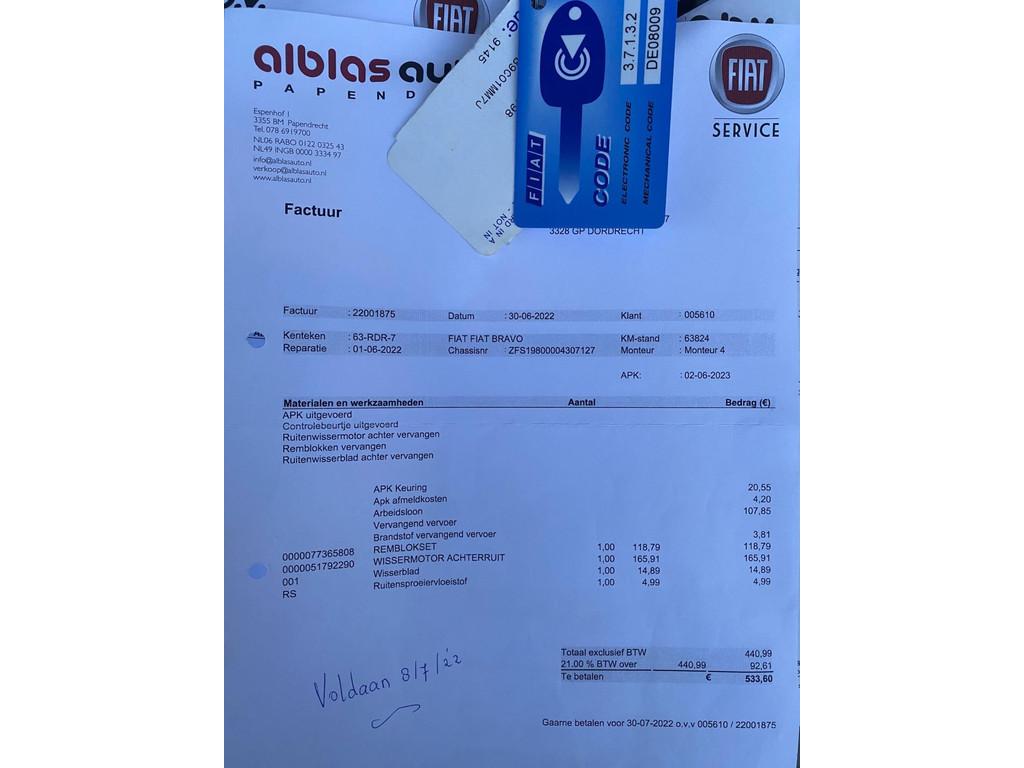 FIAT
alblas au
P A P E N D
Espenhof 1
3355 BM Papendrecht
Tel. 078 6919700
NL06 RABO 0122 0325 43
NL49 INGB 0000 3334 97
info@alblasauto.nl
verkoop@alblasauto.nl
www.alblasauto.nl
9145
98
FIAT
CODE
ELECTRONIC CODE 3.7.1.3.2
MECHANICAL CODE DE08009
FIAT
SERVICE
Factuur
7
3328 GP DORDRECHT
Factuur : 22001875 Datum : 30-06-2022 Klant : 005610
Kenteken : 63-RDR-7 FIAT FIAT BRAVO KM-stand : 63824
Reparatie : 01-06-2022 Chassisnr : ZFS19800004307127 Monteur : Monteur 4
APK: : 02-06-2023
Materialen en werkzaamheden Aantal Bedrag (€)
APK uitgevoerd
Controlebeurtje uitgevoerd
Ruitenwissermotor achter vervangen
Remblokken vervangen
Ruitenwisserblad achter vervangen
APK Keuring 20,55
Apk afmeldkosten 4,20
Arbeidsloon 107,85
Vervangend vervoer
Brandstof vervangend vervoer 3,81
0000077365808 REMBLOKSET 1,00 118,79 118,79
0000051792290 WISSERMOTOR ACHTERRUIT 1,00 165,91 165,91
001 Wisserblad 1,00 14,89 14,89
RS Ruitensproeiervloeistof 1,00 4,99 4,99
Totaal exclusief BTW 440,99
21.00 % BTW over 440,99 92,61
Te betalen € 533,60
Voldaan 8/7/'22
Gaarne betalen voor 30-07-2022 o.v.v 005610 / 22001875